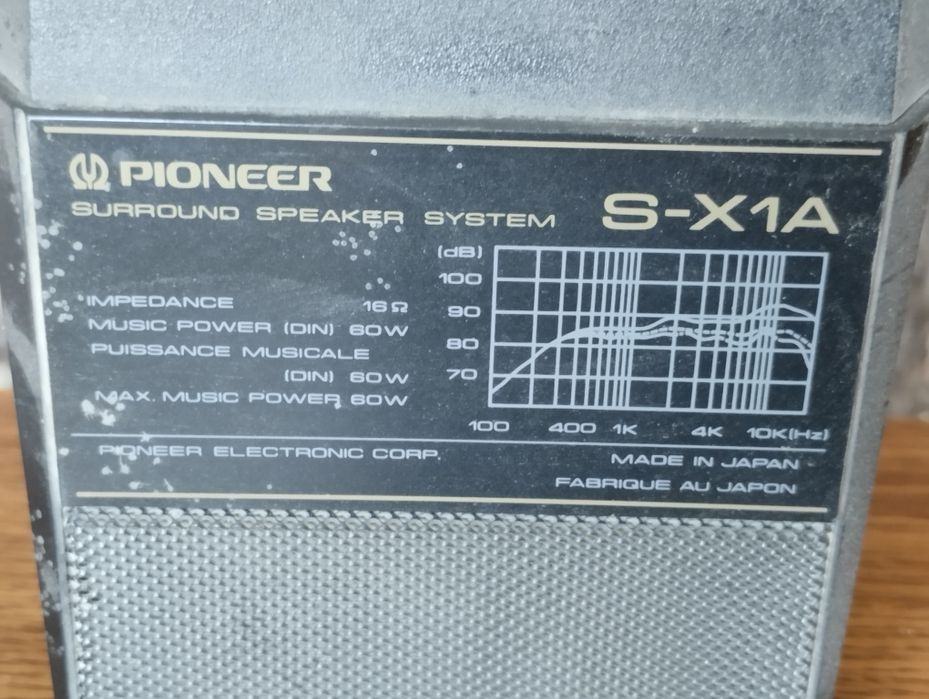 PIONEER
SURROUND SPEAKER SYSTEM S-X1A
IMPEDANCE 16Ω
MUSIC POWER (DIN) 60W
PUISSANCE MUSICALE
(DIN) 60W
MAX. MUSIC POWER 60W
(dB)
100
90
80
70
100 400 1K 4K 10K(Hz)
PIONEER ELECTRONIC CORP.
MADE IN JAPAN
FABRIQUE AU JAPON